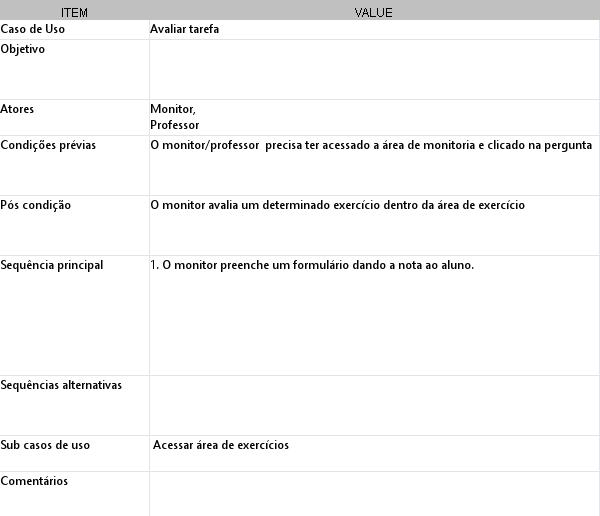 ITEM VALUE
Caso de Uso Avaliar tarefa
Objetivo
Atores Monitor,
Professor
Condições prévias O monitor/professor precisa ter acessado a área de monitoria e clicado na pergunta
Pós condição O monitor avalia um determinado exercício dentro da área de exercício
Sequência principal 1. O monitor preenche um formulário dando a nota ao aluno.
Sequências alternativas
Sub casos de uso Acessar área de exercícios
Comentários